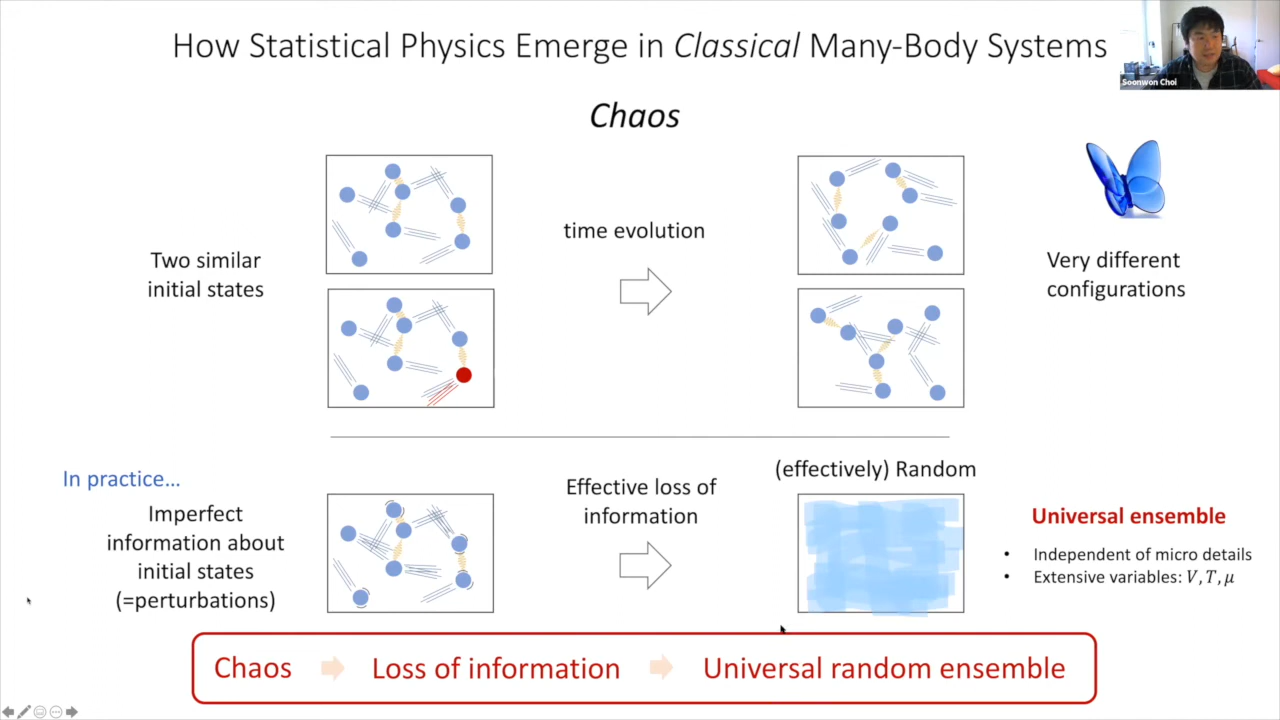 How Statistical Physics Emerge in Classical Many-Body Systems
Soonwon Choi
Chaos
Two similar
initial states
time evolution
Very different
configurations
In practice...
Imperfect
information about
initial states
(=perturbations)
Effective loss of
information
(effectively) Random
Universal ensemble
• Independent of micro details
• Extensive variables: V, T, μ
Chaos
Loss of information
Universal random ensemble